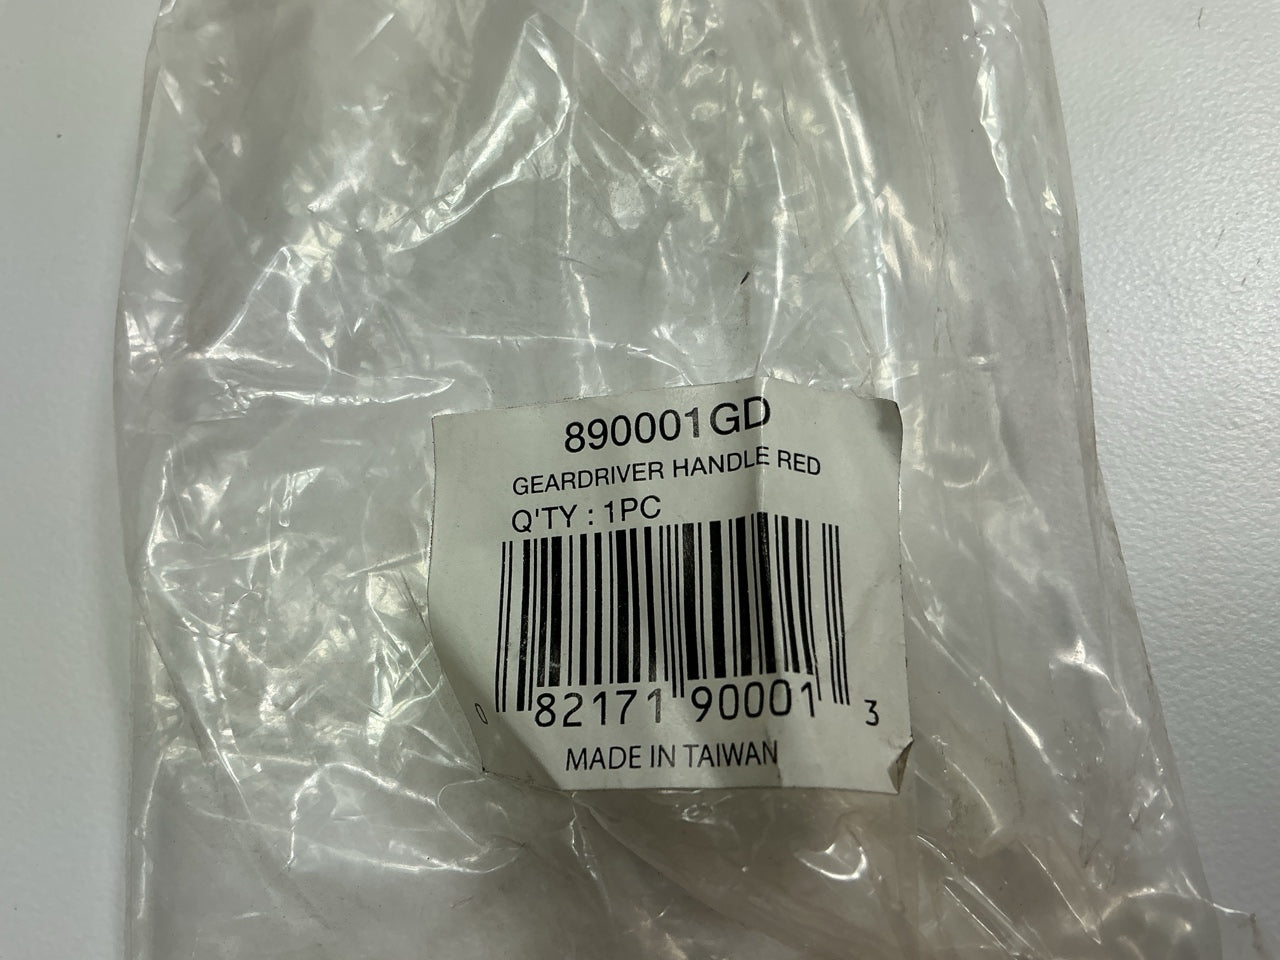 890001GD
GEARDRIVER HANDLE RED
Q'TY : 1PC
0 82171 90001 3
MADE IN TAIWAN